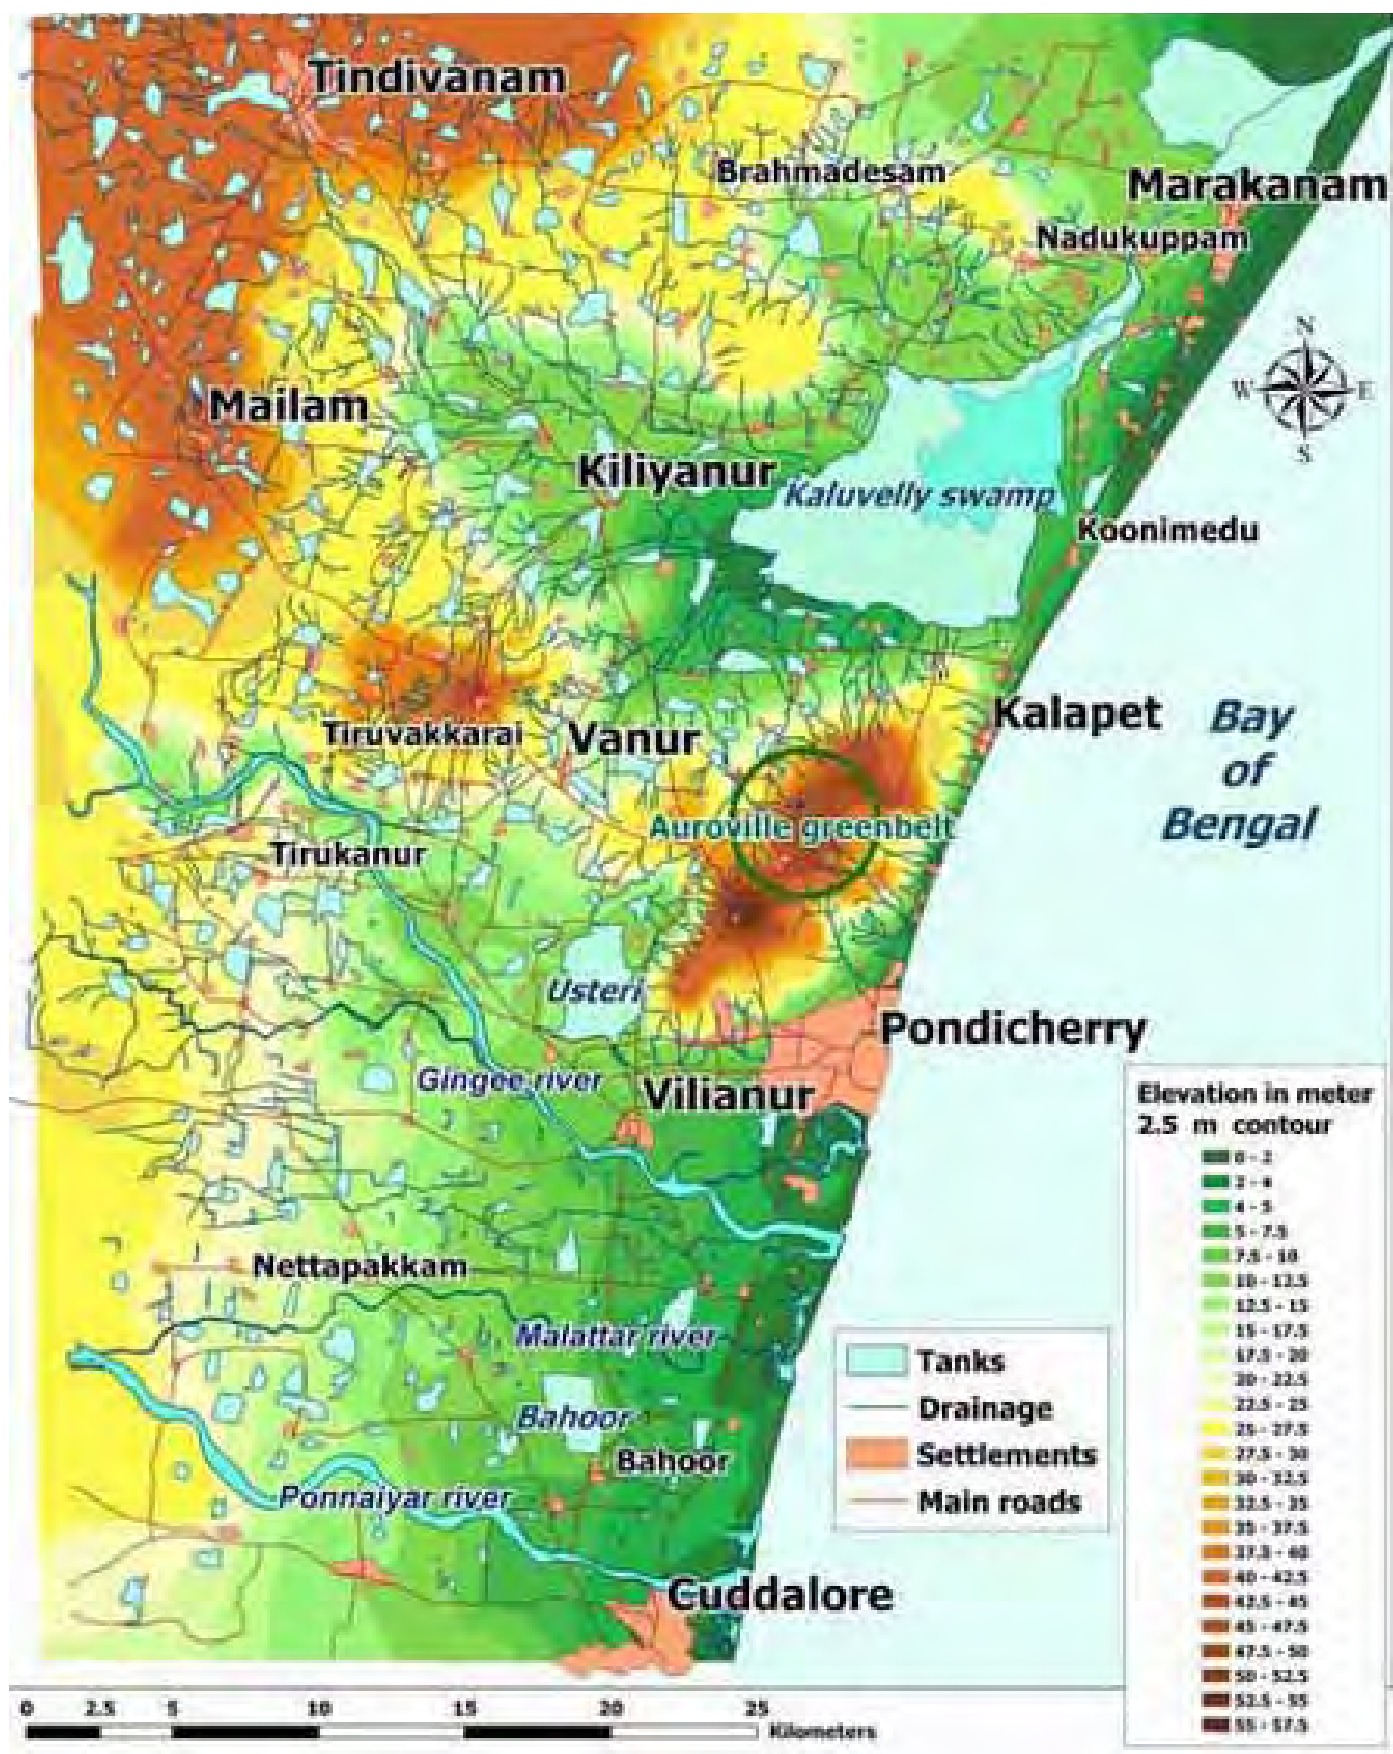 Tindivanam
Brahmadesam
Marakanam
Nadukuppam
N
W E
S
Mailam
Kiliyanur
Kaluvelly swamp
Koonimedu
Kalapet
Bay
of
Bengal
Tiruvakkarai
Vanur
Auroville greenbelt
Tirukanur
Usteri
Pondicherry
Gingee river
Vilianur
Nettapakkam
Malattar river
Bahoor
Bahoor
Ponnaiyar river
Cuddalore
Elevation in meter
2.5 m contour
0 - 2
2 - 4
4 - 5
5 - 7.5
7.5 - 10
10 - 12.5
12.5 - 15
15 - 17.5
17.5 - 20
20 - 22.5
22.5 - 25
25 - 27.5
27.5 - 30
30 - 32.5
32.5 - 35
35 - 37.5
37.5 - 40
40 - 42.5
42.5 - 45
45 - 47.5
47.5 - 50
50 - 52.5
52.5 - 55
55 - 57.5
Tanks
Drainage
Settlements
Main roads
0 2.5 5 10 15 20 25
Kilometers